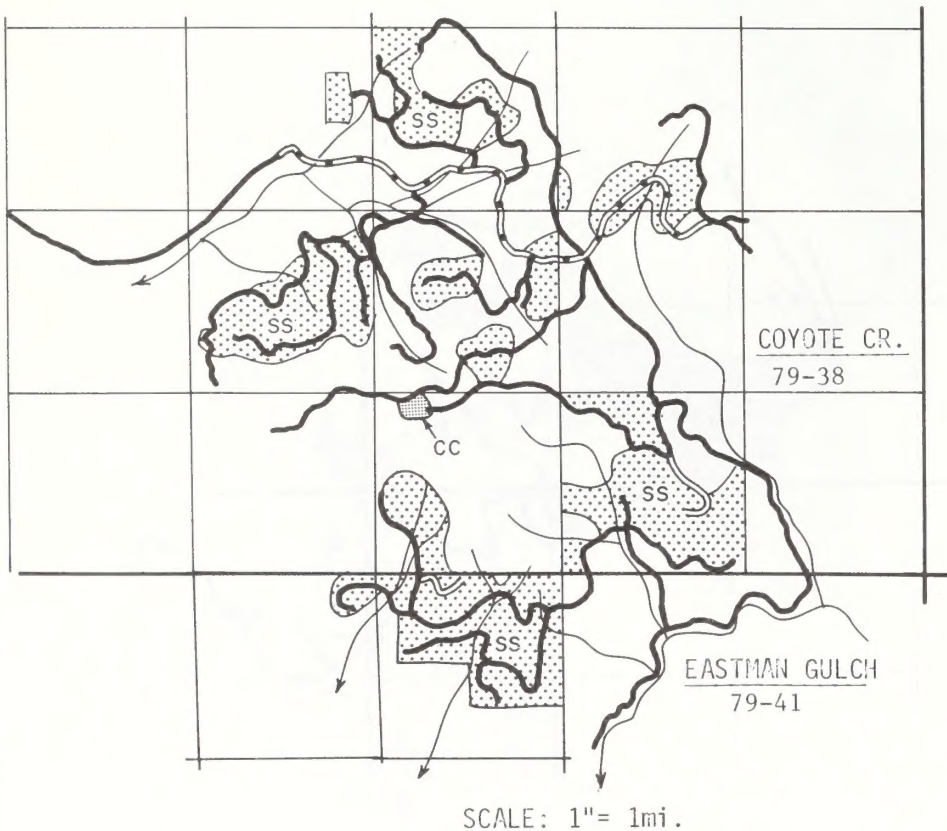 SS
SS
COYOTE CR.
79-38
CC
SS
SS
EASTMAN GULCH
79-41
SCALE: 1"= 1mi.